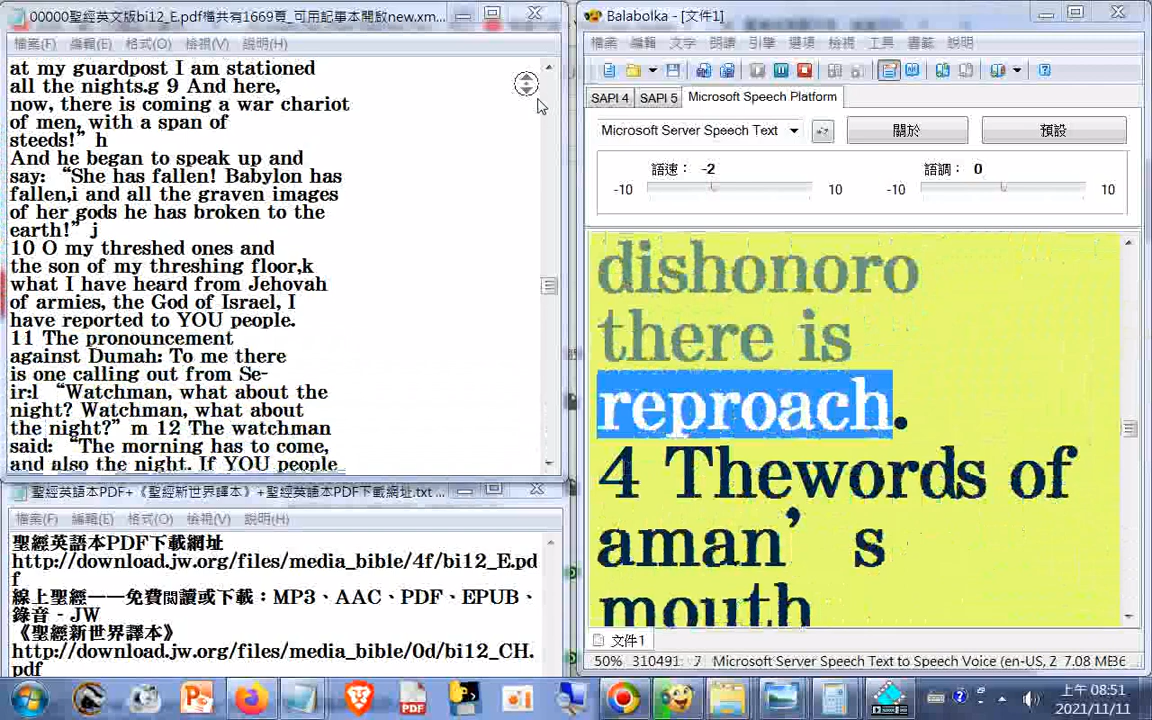 00000聖經英文版bi12_E.pdf檔共有1669頁_可用記事本開啟new.xm...
檔案(F) 編輯(E) 格式(O) 檢視(V) 說明(H)
at my guardpost I am stationed
all the nights.g 9 And here,
now, there is coming a war chariot
of men, with a span of
steeds!” h
And he began to speak up and
say: “She has fallen! Babylon has
fallen,i and all the graven images
of her gods he has broken to the
earth!” j
10 O my threshed ones and
the son of my threshing floor,k
what I have heard from Jehovah
of armies, the God of Israel, I
have reported to YOU people.
11 The pronouncement
against Dumah: To me there
is one calling out from Se-
ir:l “Watchman, what about the
night? Watchman, what about
the night?” m 12 The watchman
said: “The morning has to come,
and also the night. If YOU people
聖經英語本PDF+《聖經新世界譯本》+聖經英語本PDF下載網址.txt ...
檔案(F) 編輯(E) 格式(O) 檢視(V) 說明(H)
聖經英語本PDF下載網址
http://download.jw.org/files/media_bible/4f/bi12_E.pd
f
線上聖經——免費閱讀或下載：MP3、AAC、PDF、EPUB、
錄音 - JW
《聖經新世界譯本》
http://download.jw.org/files/media_bible/0d/bi12_CH.
pdf
Balabolka - [文件1]
檔案 編輯 文字 朗讀 引擎 選項 檢視 工具 書籤 說明
SAPI 4 SAPI 5 Microsoft Speech Platform
Microsoft Server Speech Text 關於 預設
語速： -2 語調： 0
-10 10 -10 10
dishonoro
there is
reproach.
4 Thewords of
aman’ s
mouth
文件1
50% 310491: 7 Microsoft Server Speech Text to Speech Voice (en-US, Z 7.08 MB
上午 08:51
2021/11/11